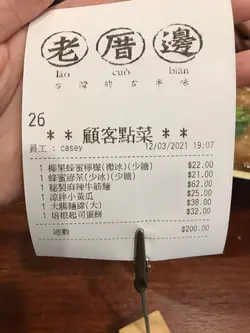 老厝邊
lao cuò biān
台灣的古早味
26
** 顧客點菜 **
員工 : casey 12/03/2021 19:07
1 椰果蜂蜜檸檬(激冰)(少糖) $22.00
1 蜂蜜綠茶(少冰)(少糖) $21.00
1 秘製麻辣牛筋麵 $62.00
1 涼拌小黃瓜 $25.00
1 大腸麵線(大) $38.00
1 培根起司蛋餅 $32.00
總數 $200.00